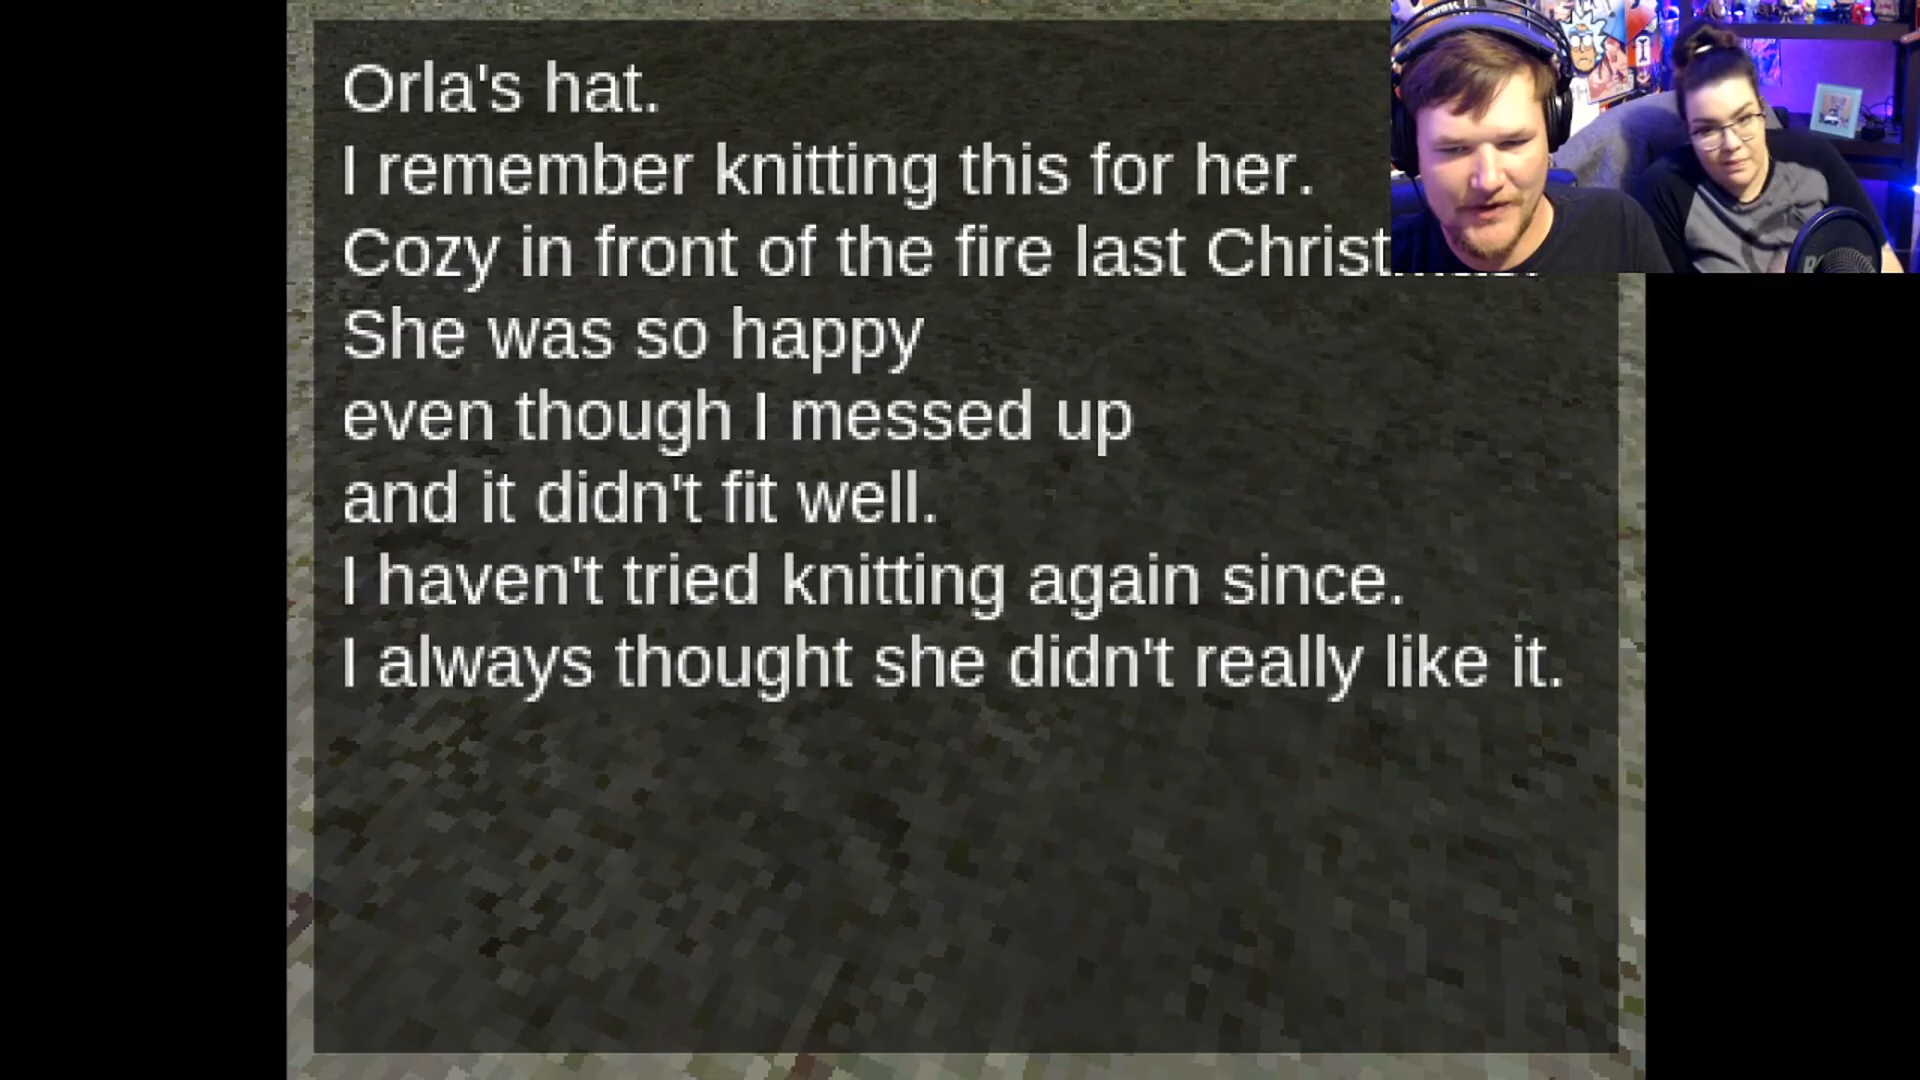 Orla's hat.
I remember knitting this for her.
Cozy in front of the fire last
She was so happy
even though I messed up
and it didn't fit well.
I haven't tried knitting again since.
I always thought she didn't really like it.